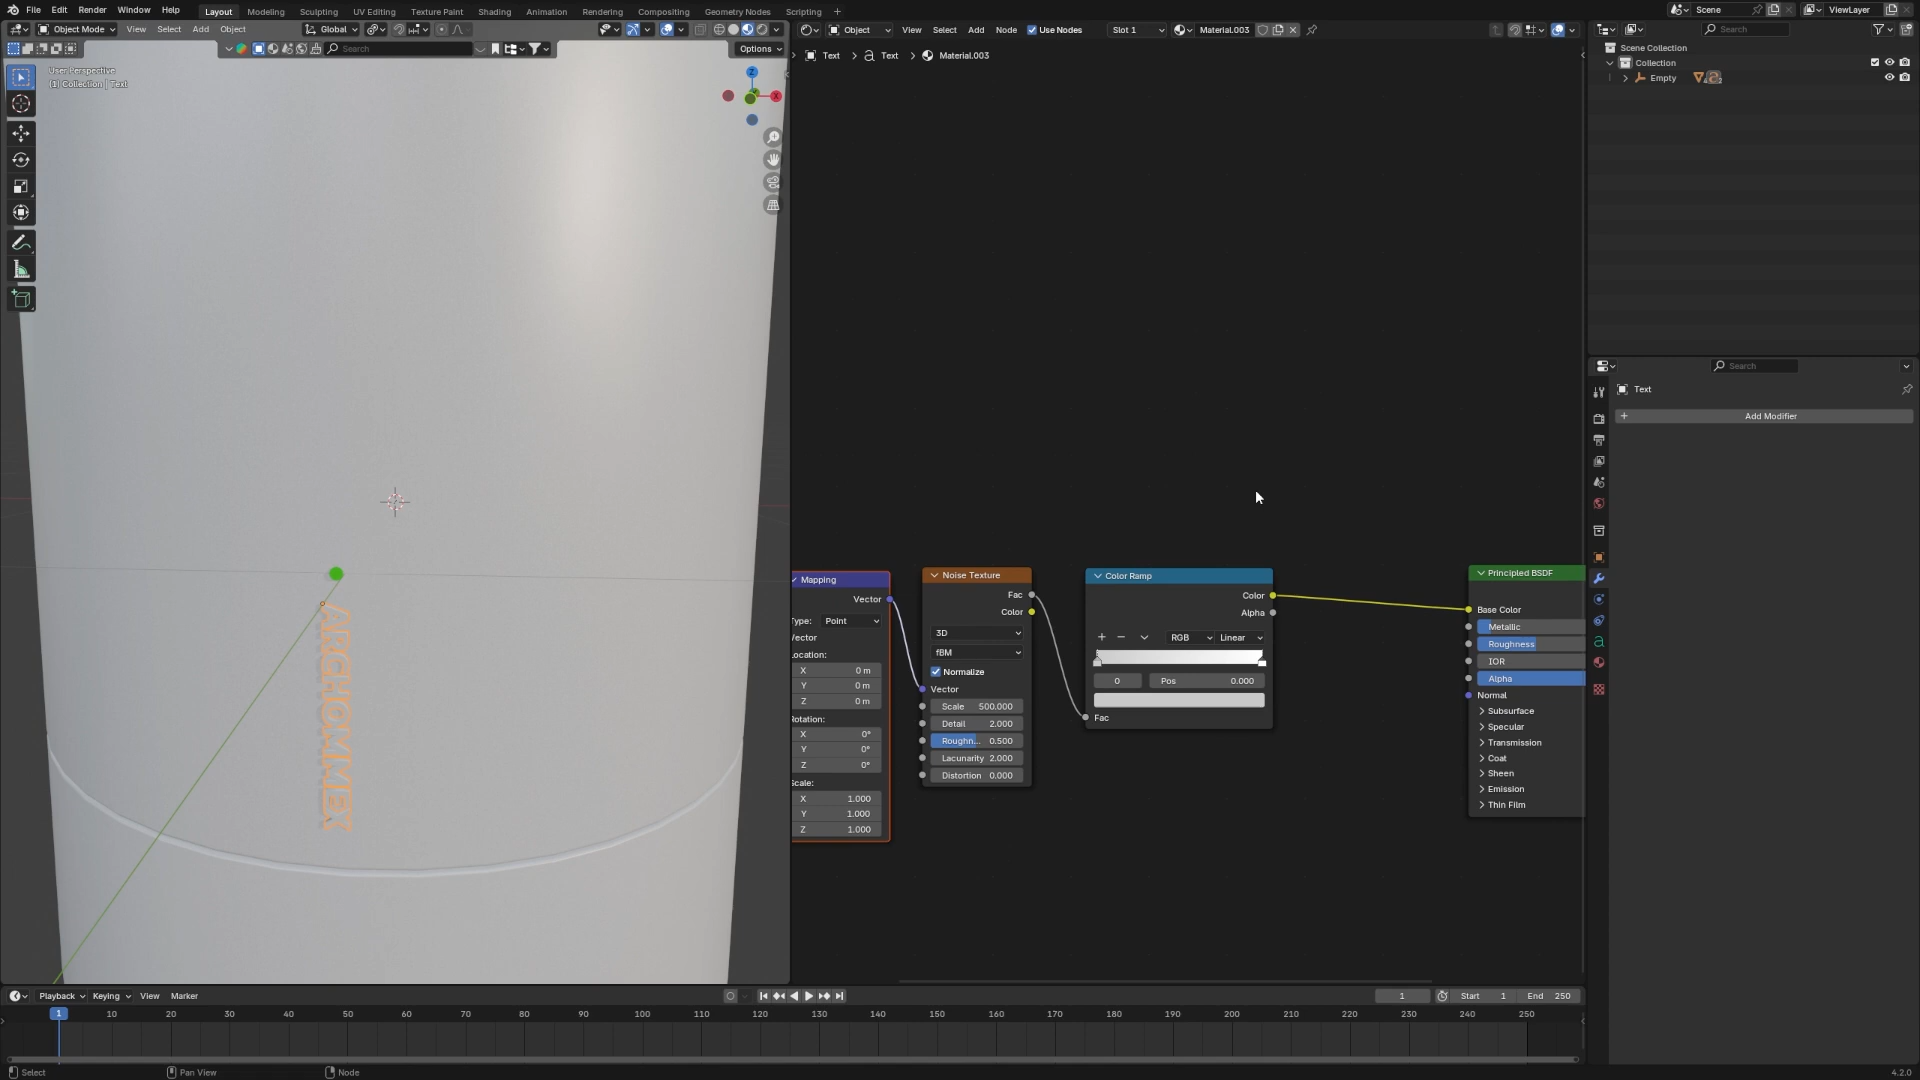 File Edit Render Window Help Layout Modeling Sculpting UV Editing Texture Paint Shading Animation Rendering Compositing Geometry Nodes Scripting + Scene ViewLayer
Object Mode View Select Add Object Global Object View Select Add Node Use Nodes Slot 1 Material.003 Search
Search Options
Text Text Material.003
Scene Collection
Collection
Empty
User Perspective
(1) Collection | Text
Z
X
Search
Text
Add Modifier
ARCHOMMEX
Mapping
Vector
Type: Point
Vector
Location:
X 0 m
Y 0 m
Z 0 m
Rotation:
X 0°
Y 0°
Z 0°
Scale:
X 1.000
Y 1.000
Z 1.000
Noise Texture
Fac
Color
3D
fBM
Normalize
Vector
Scale 500.000
Detail 2.000
Roughn... 0.500
Lacunarity 2.000
Distortion 0.000
Color Ramp
Color
Alpha
RGB Linear
0 Pos 0.000
Fac
Principled BSDF
Base Color
Metallic
Roughness
IOR
Alpha
Normal
Subsurface
Specular
Transmission
Coat
Sheen
Emission
Thin Film
Playback Keying View Marker 1 Start 1 End 250
1 10 20 30 40 50 60 70 80 90 100 110 120 130 140 150 160 170 180 190 200 210 220 230 240 250
Select Pan View Node 4.2.0